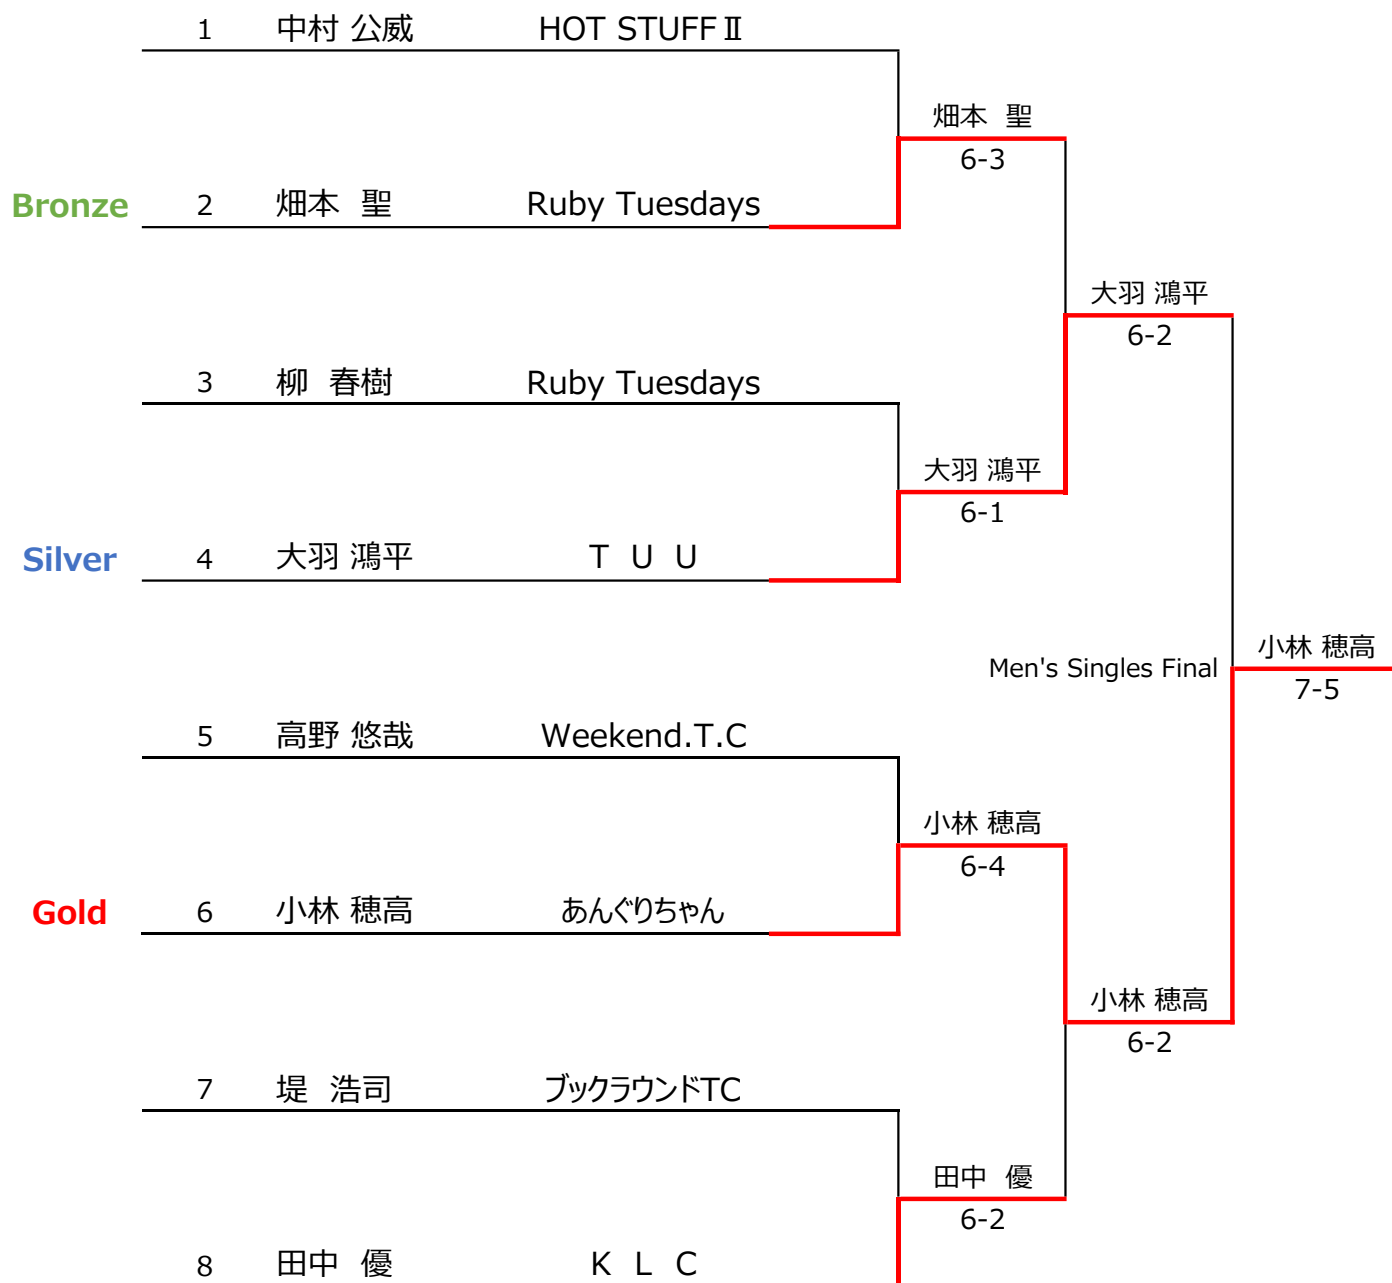 1 中村 公威 HOT STUFFⅡ
畑本 聖
6-3
Bronze 2 畑本 聖 Ruby Tuesdays
大羽 鴻平
6-2
3 柳 春樹 Ruby Tuesdays
大羽 鴻平
6-1
Silver 4 大羽 鴻平 T U U
Men's Singles Final 小林 穂高
7-5
5 高野 悠哉 Weekend.T.C
小林 穂高
6-4
Gold 6 小林 穂高 あんぐりちゃん
小林 穂高
6-2
7 堤 浩司 ブックラウンドTC
田中 優
6-2
8 田中 優 K L C